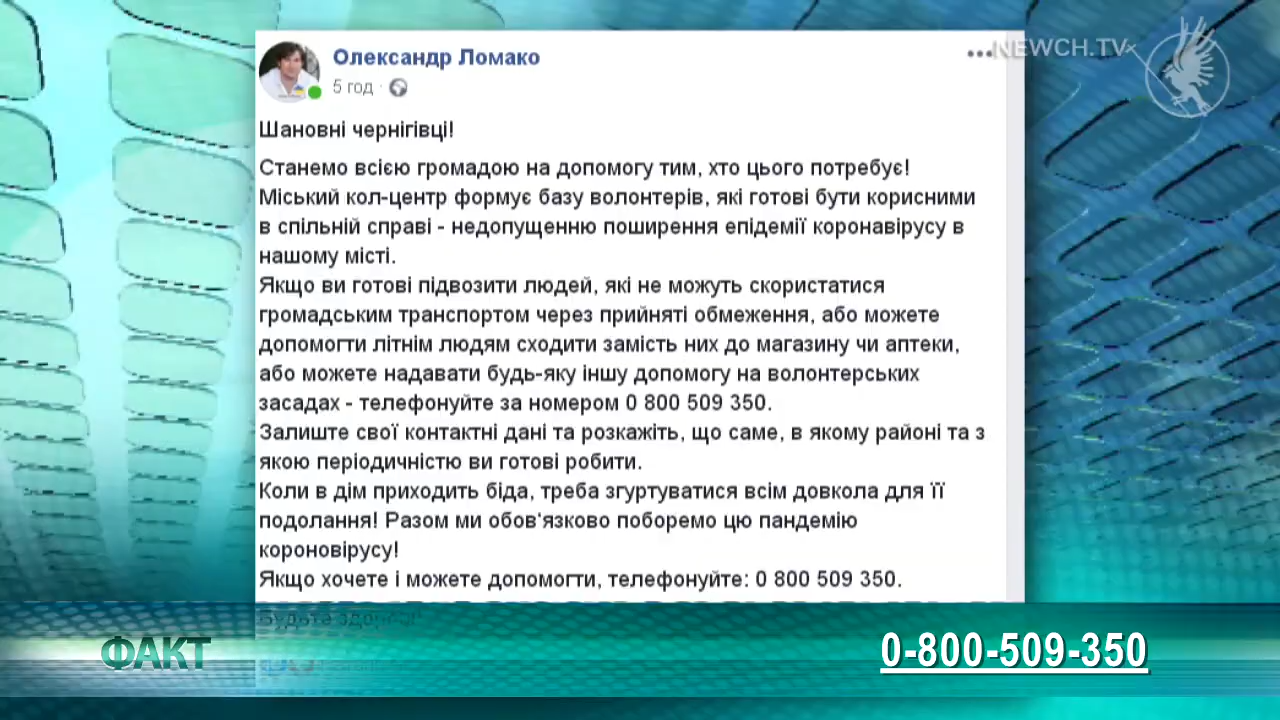 Олександр Ломако
5 год ·
NEWCH.TV
Шановні чернігівці!
Станемо всією громадою на допомогу тим, хто цього потребує!
Міський кол-центр формує базу волонтерів, які готові бути корисними
в спільній справі - недопущенню поширення епідемії коронавірусу в
нашому місті.
Якщо ви готові підвозити людей, які не можуть скористатися
громадським транспортом через прийняті обмеження, або можете
допомогти літнім людям сходити замість них до магазину чи аптеки,
або можете надавати будь-яку іншу допомогу на волонтерських
засадах - телефонуйте за номером 0 800 509 350.
Залиште свої контактні дані та розкажіть, що саме, в якому районі та з
якою періодичністю ви готові робити.
Коли в дім приходить біда, треба згуртуватися всім довкола для її
подолання! Разом ми обов'язково поборемо цю пандемію
короновірусу!
Якщо хочете і можете допомогти, телефонуйте: 0 800 509 350.
ФАКТ
0-800-509-350